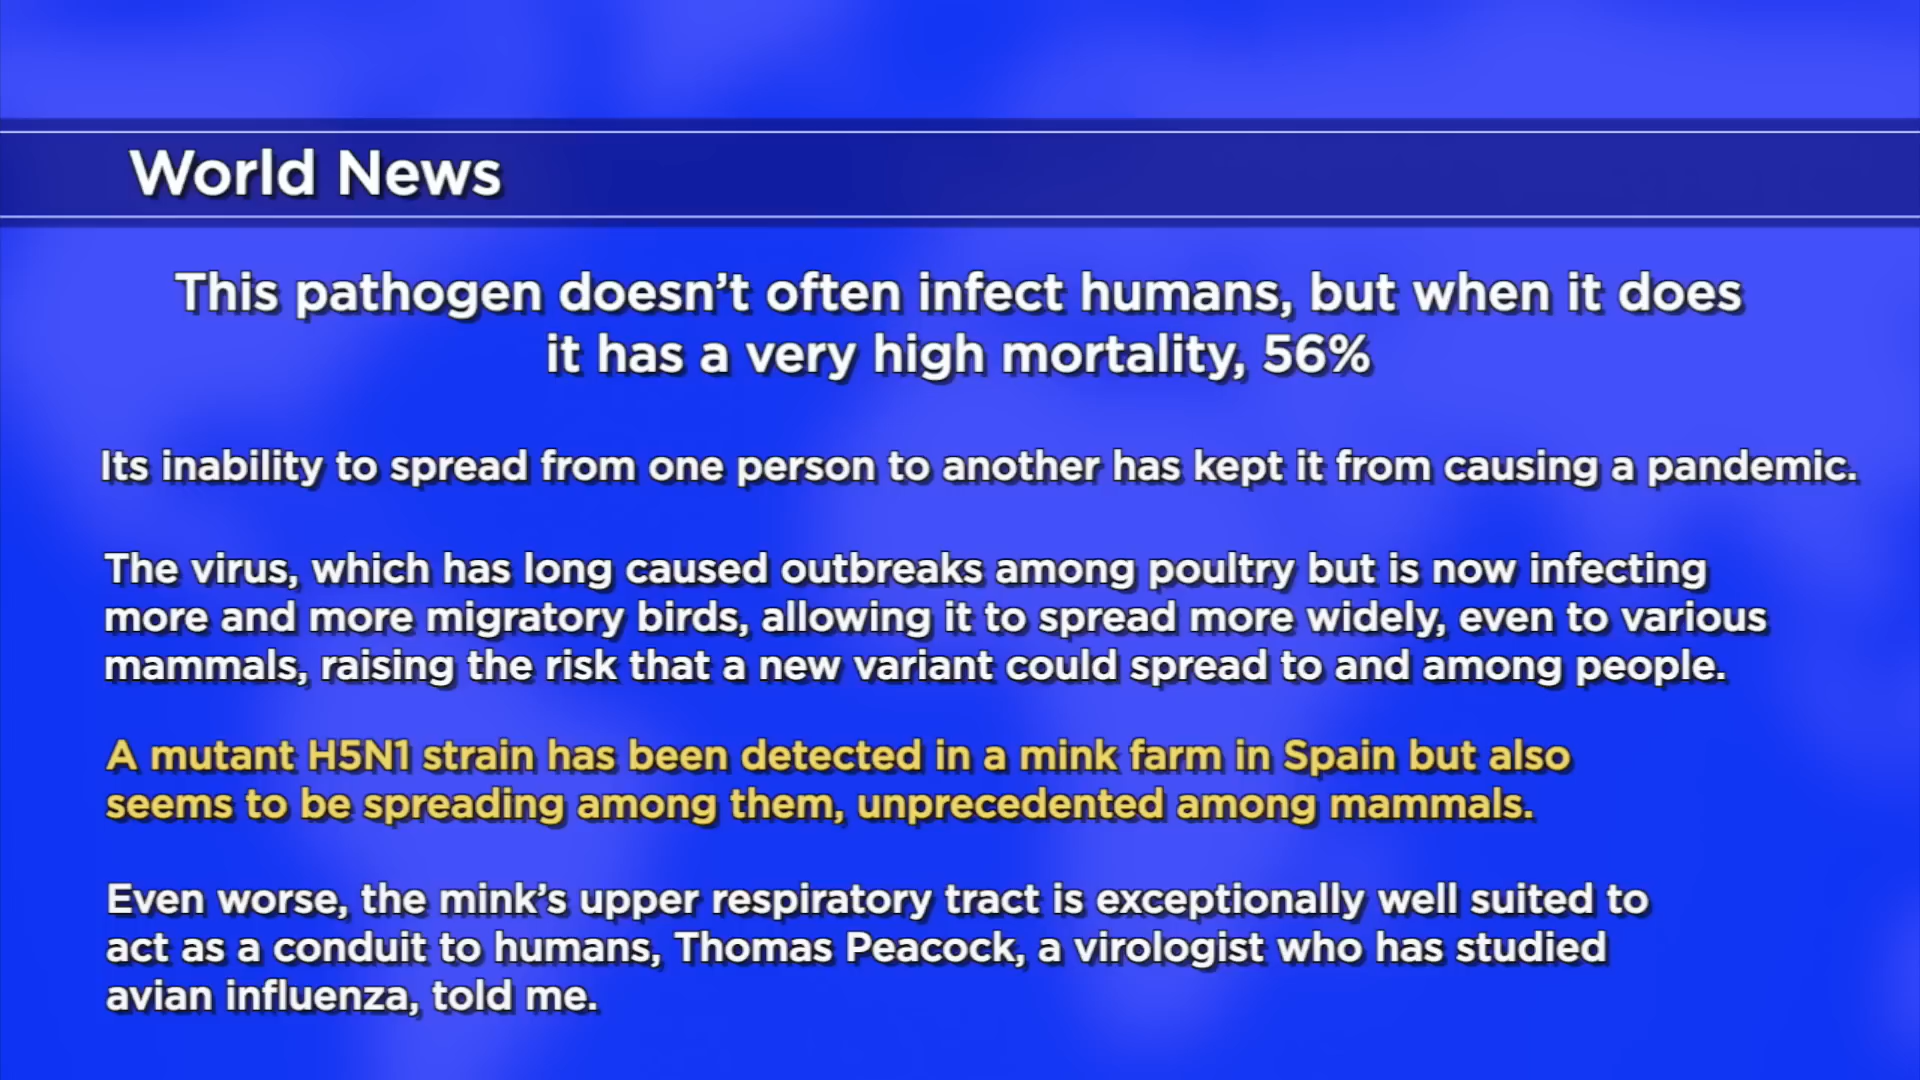 World News
This pathogen doesn’t often infect humans, but when it does
it has a very high mortality, 56%
Its inability to spread from one person to another has kept it from causing a pandemic.
The virus, which has long caused outbreaks among poultry but is now infecting
more and more migratory birds, allowing it to spread more widely, even to various
mammals, raising the risk that a new variant could spread to and among people.
A mutant H5N1 strain has been detected in a mink farm in Spain but also
seems to be spreading among them, unprecedented among mammals.
Even worse, the mink’s upper respiratory tract is exceptionally well suited to
act as a conduit to humans, Thomas Peacock, a virologist who has studied
avian influenza, told me.